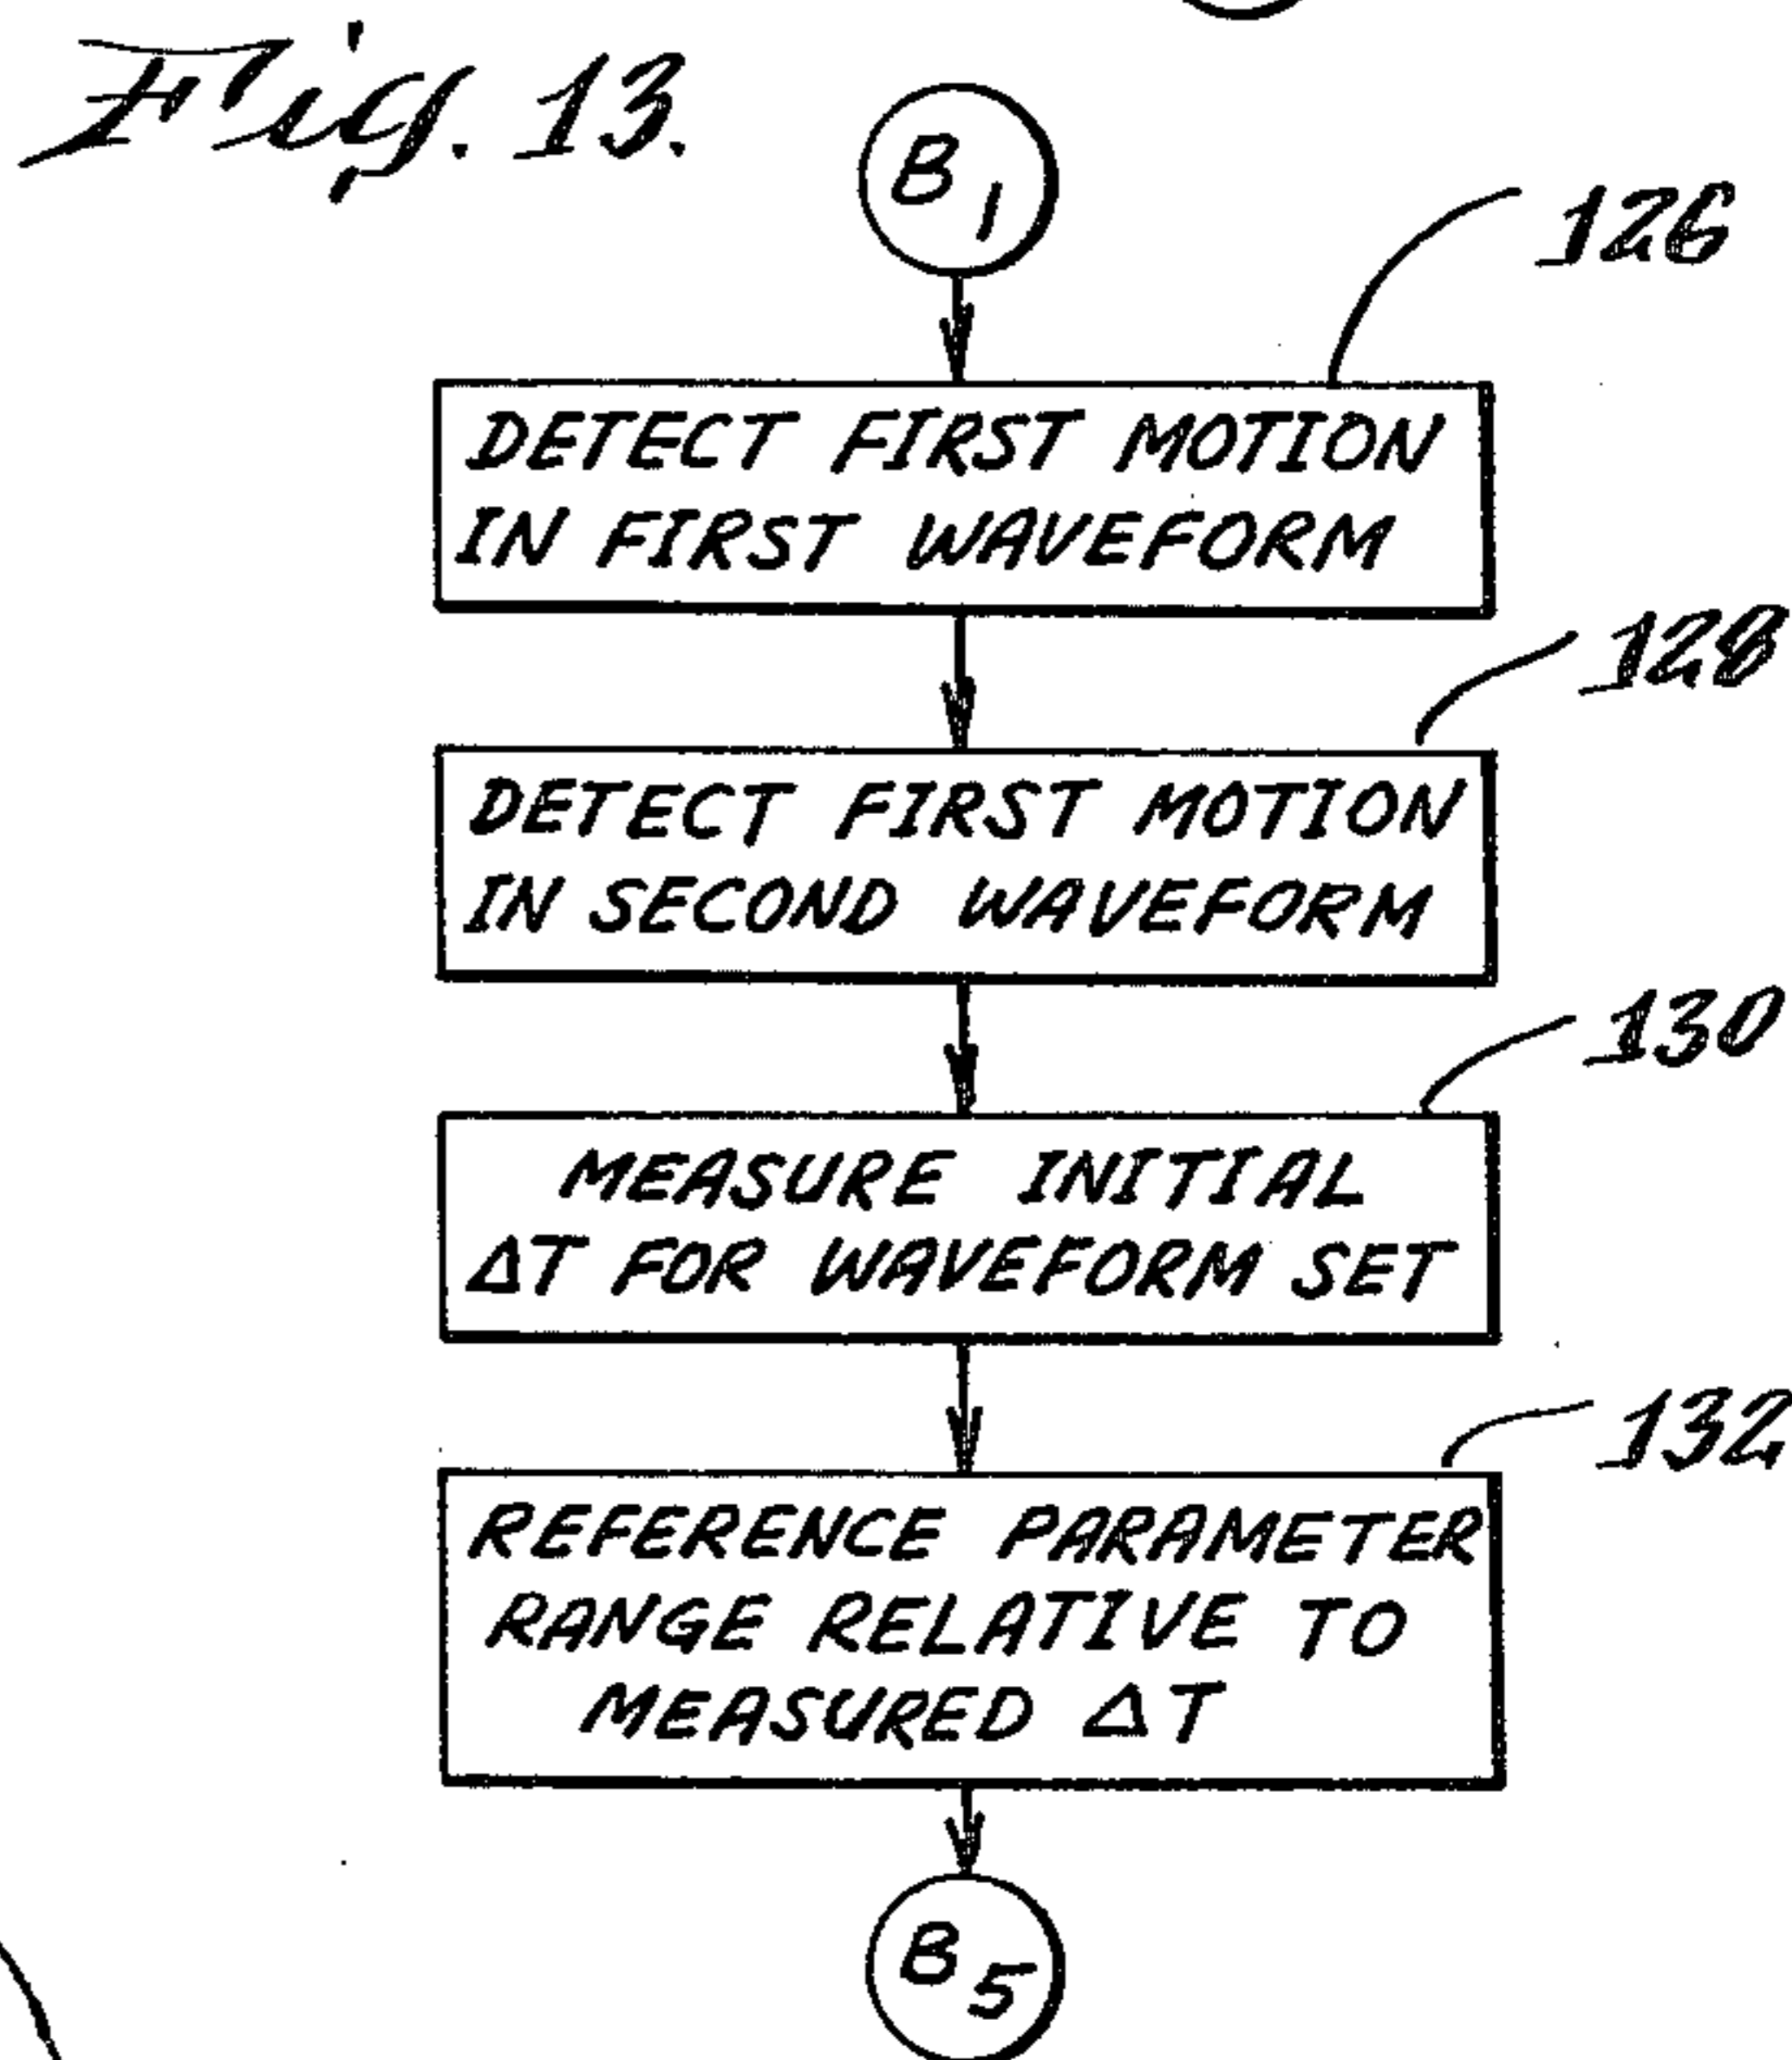 Fig. 13.
B1
126
DETECT FIRST MOTION
IN FIRST WAVEFORM
128
DETECT FIRST MOTION
IN SECOND WAVEFORM
130
MEASURE INITIAL
ΔT FOR WAVEFORM SET
132
REFERENCE PARAMETER
RANGE RELATIVE TO
MEASURED ΔT
B5